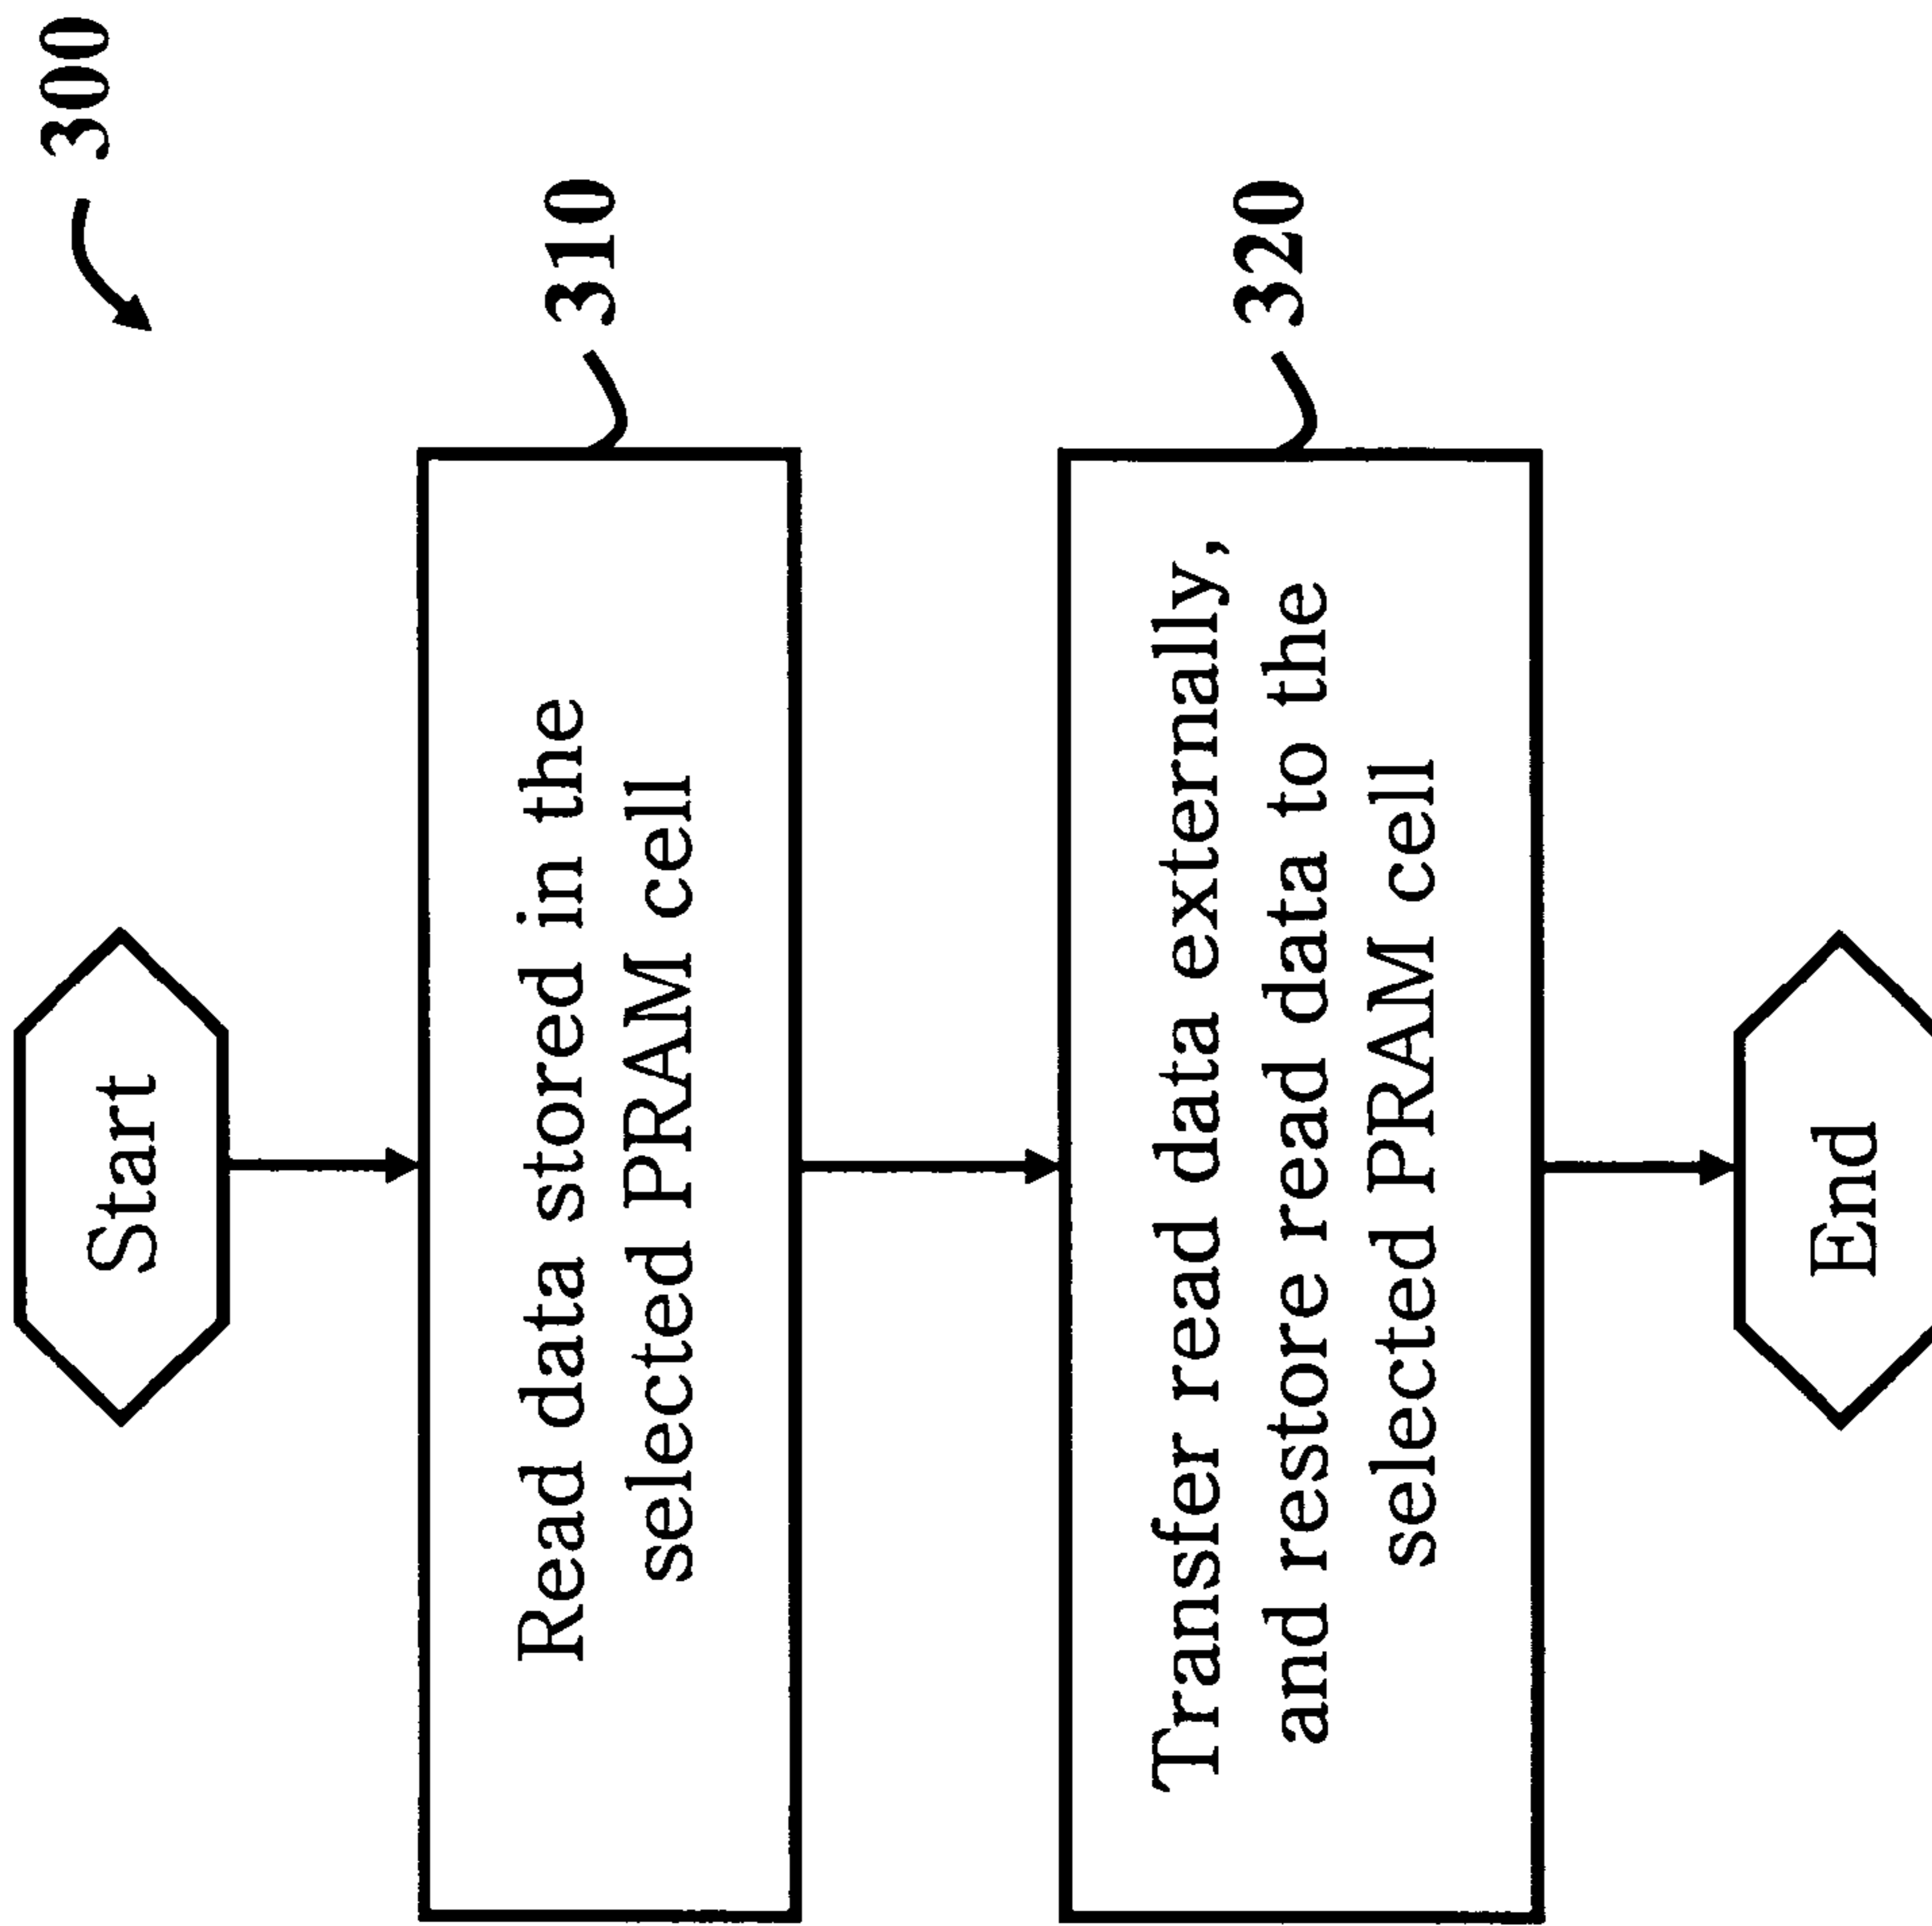 300
Start
Read data stored in the
selected PRAM cell
310
Transfer read data externally,
and restore read data to the
selected PRAM cell
320
End